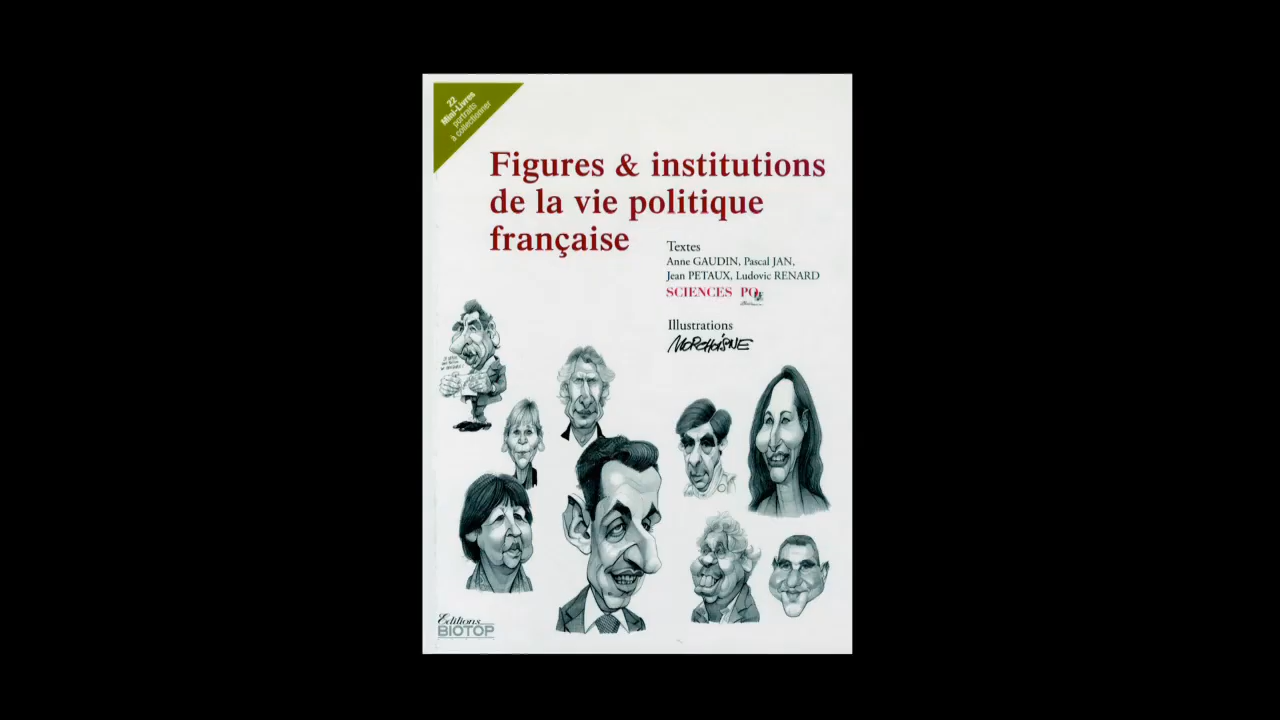 22
Mini-Livres
portraits
à collectionner
Figures & institutions
de la vie politique
française
Textes
Anne GAUDIN, Pascal JAN,
Jean PETAUX, Ludovic RENARD
SCIENCES PO
Illustrations
MORCHOISNE
Editions
BIOTOP